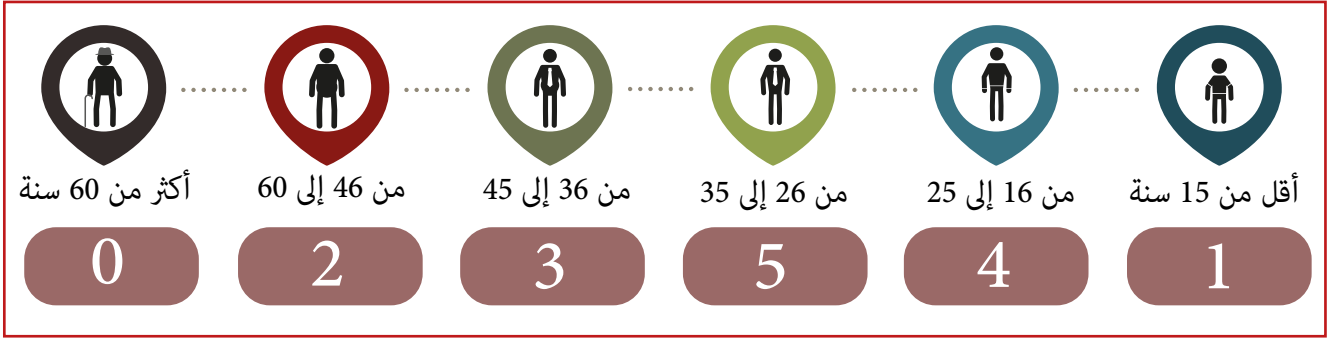 أقل من 15 سنة
من 16 إلى 25
من 26 إلى 35
من 36 إلى 45
من 46 إلى 60
أكثر من 60 سنة
1
4
5
3
2
0